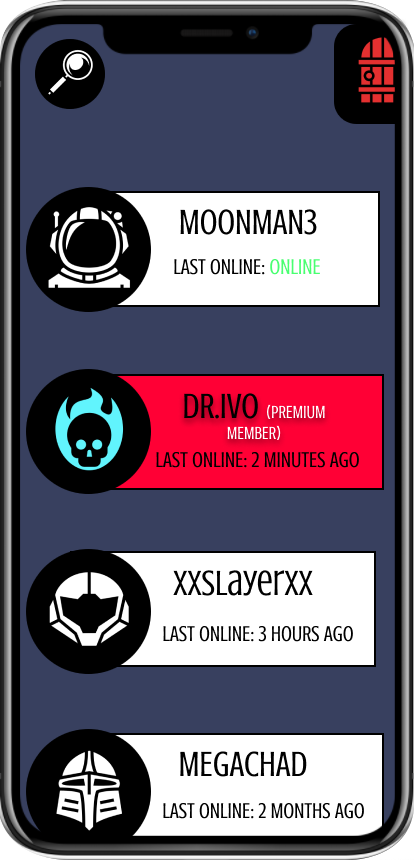 MOONMAN3
LAST ONLINE: ONLINE
DR.IVO (PREMIUM
MEMBER)
LAST ONLINE: 2 MINUTES AGO
xxSlayerxx
LAST ONLINE: 3 HOURS AGO
MEGACHAD
LAST ONLINE: 2 MONTHS AGO